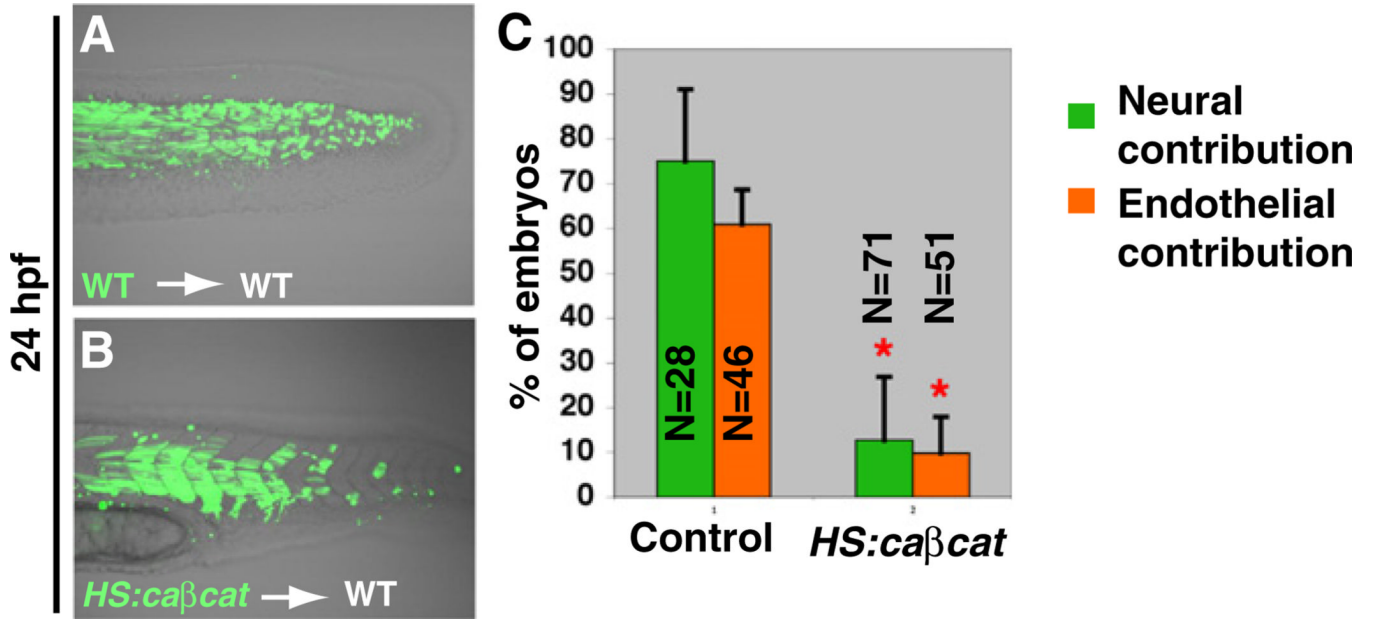 24 hpf
A
WT → WT
B
HS:caβcat → WT
C
% of embryos
100
90
80
70
60
50
40
30
20
10
0
N=28
N=46
N=71
N=51
*
*
1
2
Control
HS:caβcat
Neural
contribution
Endothelial
contribution